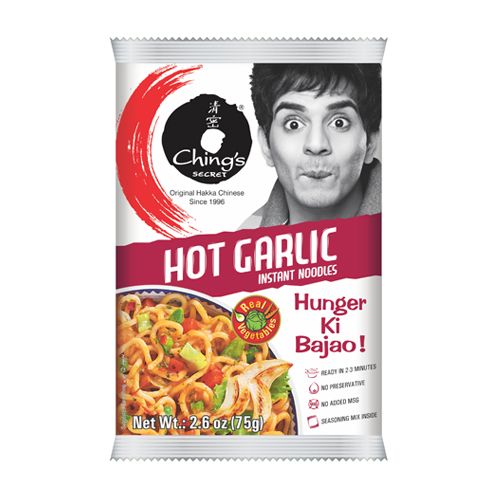 清
密
®
Ching's
SECRET
Original Hakka Chinese
Since 1996
HOT GARLIC
INSTANT NOODLES
Real
Vegetables
Hunger
Ki
Bajao!
READY IN 2-3 MINUTES
NO PRESERVATIVE
NO ADDED MSG
SEASONING MIX INSIDE
Net Wt.: 2.6 oz (75g)